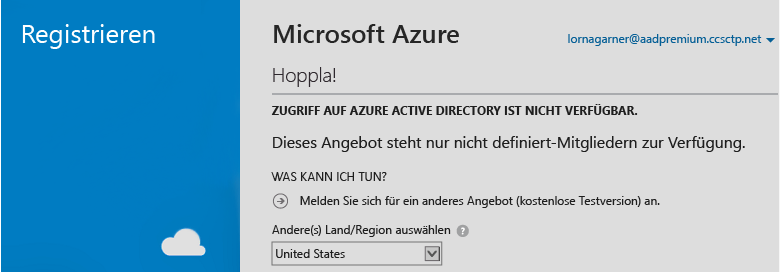 Registrieren
Microsoft Azure
lornagarner@aadpremium.ccsctp.net
Hoppla!
ZUGRIFF AUF AZURE ACTIVE DIRECTORY IST NICHT VERFÜGBAR.
Dieses Angebot steht nur nicht definiert-Mitgliedern zur Verfügung.
WAS KANN ICH TUN?
Melden Sie sich für ein anderes Angebot (kostenlose Testversion) an.
Andere(s) Land/Region auswählen ?
United States